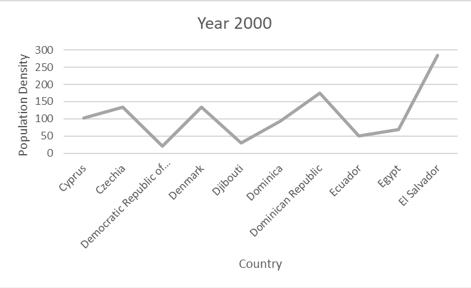 Year 2000
Population Density
300
250
200
150
100
50
0
Cyprus
Czechia
Democratic Republic of...
Denmark
Djibouti
Dominica
Dominican Republic
Ecuador
Egypt
El Salvador
Country